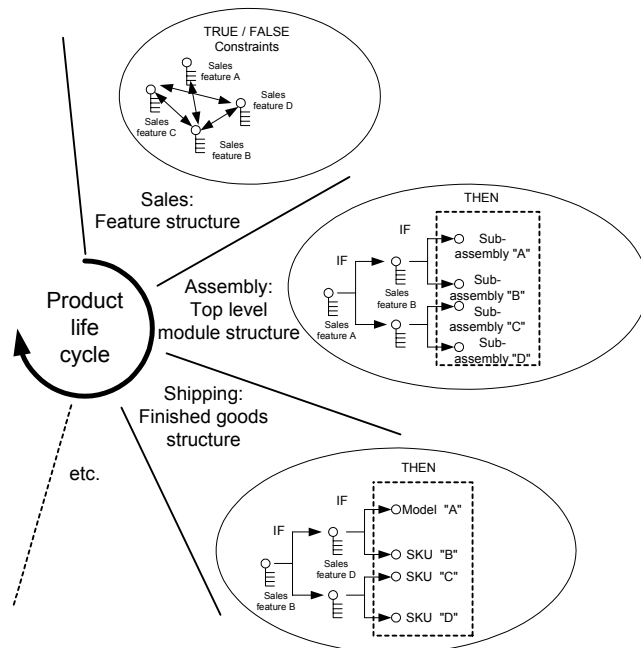 TRUE / FALSE
Constraints
Sales
feature A
Sales
feature D
Sales
feature C
Sales
feature B
Sales:
Feature structure
THEN
IF
Sub-
assembly "A"
IF
Sub-
assembly "B"
Sales
feature B
Sub-
assembly "C"
Sales
feature A
Sub-
assembly "D"
Assembly:
Top level
module structure
Product
life
cycle
Shipping:
Finished goods
structure
etc.
THEN
IF
Model "A"
IF
SKU "B"
Sales
feature D
SKU "C"
Sales
feature B
SKU "D"